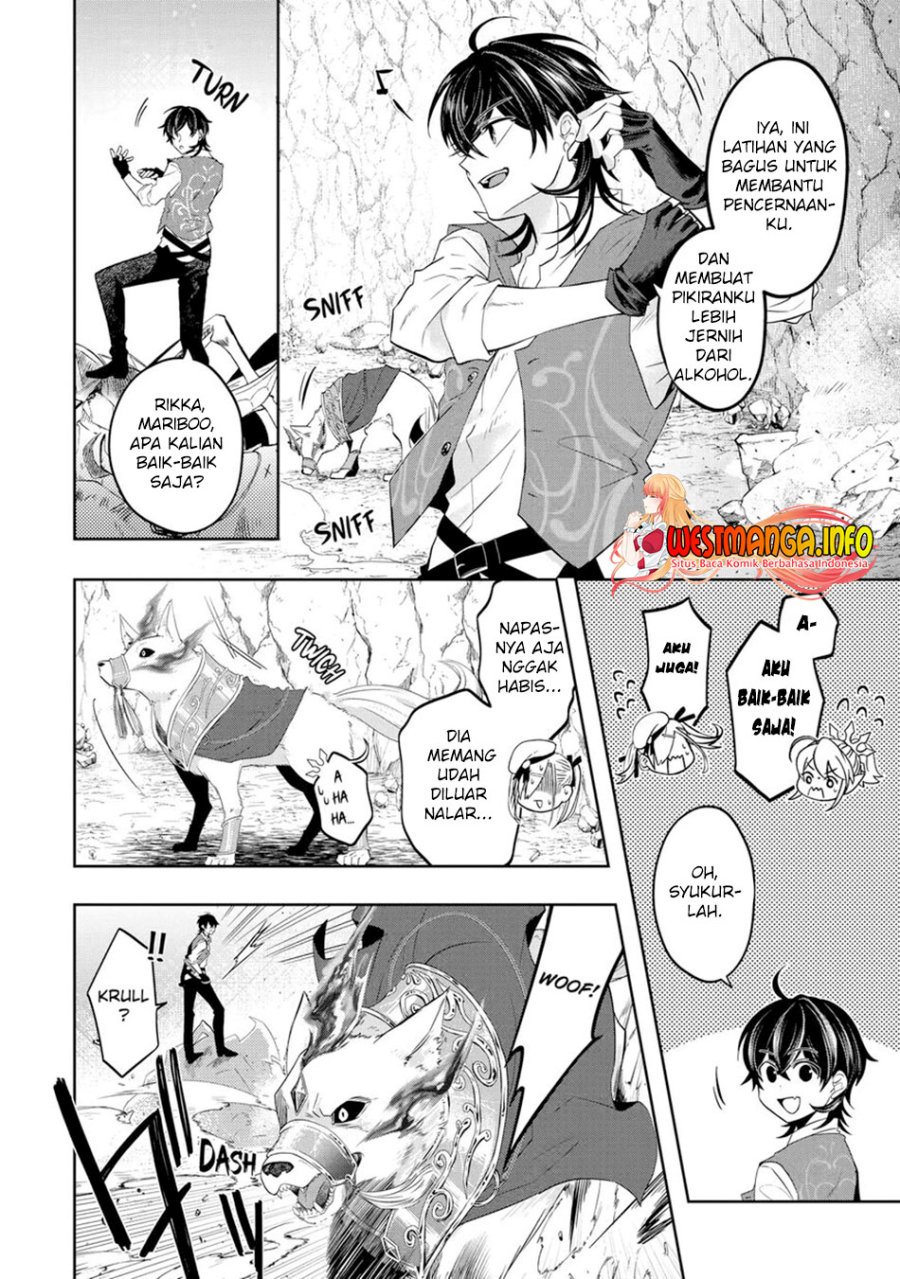 IYA, INI
LATIHAN YANG
BAGUS UNTUK
MEMBANTU
PENCERNAAN-
KU.
DAN
MEMBUAT
PIKIRANKU
LEBIH
JERNIH
DARI
ALKOHOL.
SNIFF
SNIFF
TURN
RIKKA,
MARIBOO,
APA KALIAN
BAIK-BAIK
SAJA?
WESTMANGA.INFO
SITUS BACA KOMIK BERBAHASA INDONESIA
A-
AKU
BAIK-BAIK
SAJA!
AKU
JUGA!
OH,
SYUKUR-
LAH.
NAPAS-
NYA AJA
NGGAK
HABIS...
DIA
MEMANG
UDAH
DILUAR
NALAR...
TWICH
A
HA
HA...
WOOF!
DASH
!!
KRULL
?